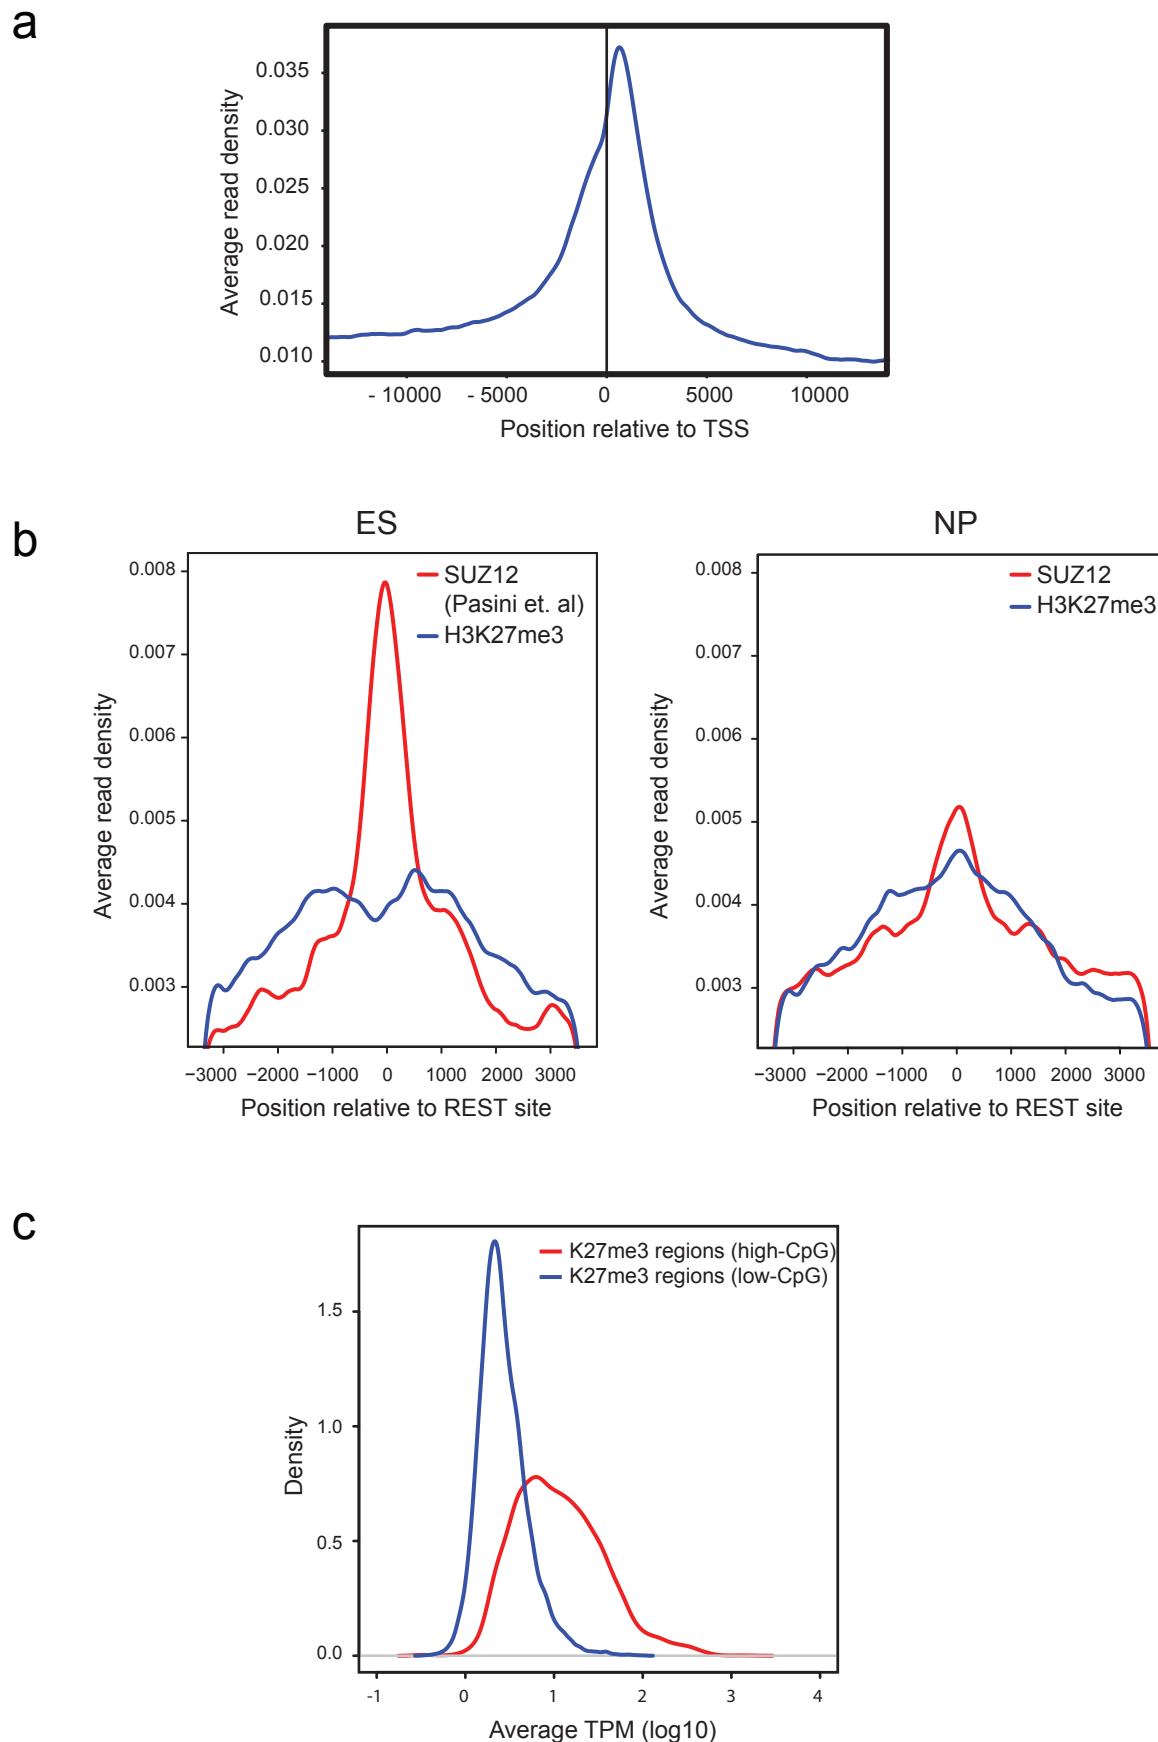 a
Average read density
0.035
0.030
0.025
0.020
0.015
0.010
- 10000 - 5000 0 5000 10000
Position relative to TSS
b
ES
Average read density
0.008
0.007
0.006
0.005
0.004
0.003
SUZ12
(Pasini et. al)
H3K27me3
−3000 −2000 −1000 0 1000 2000 3000
Position relative to REST site
NP
Average read density
0.008
0.007
0.006
0.005
0.004
0.003
SUZ12
H3K27me3
−3000 −2000 −1000 0 1000 2000 3000
Position relative to REST site
c
Density
1.5
1.0
0.5
0.0
K27me3 regions (high-CpG)
K27me3 regions (low-CpG)
-1 0 1 2 3 4
Average TPM (log10)